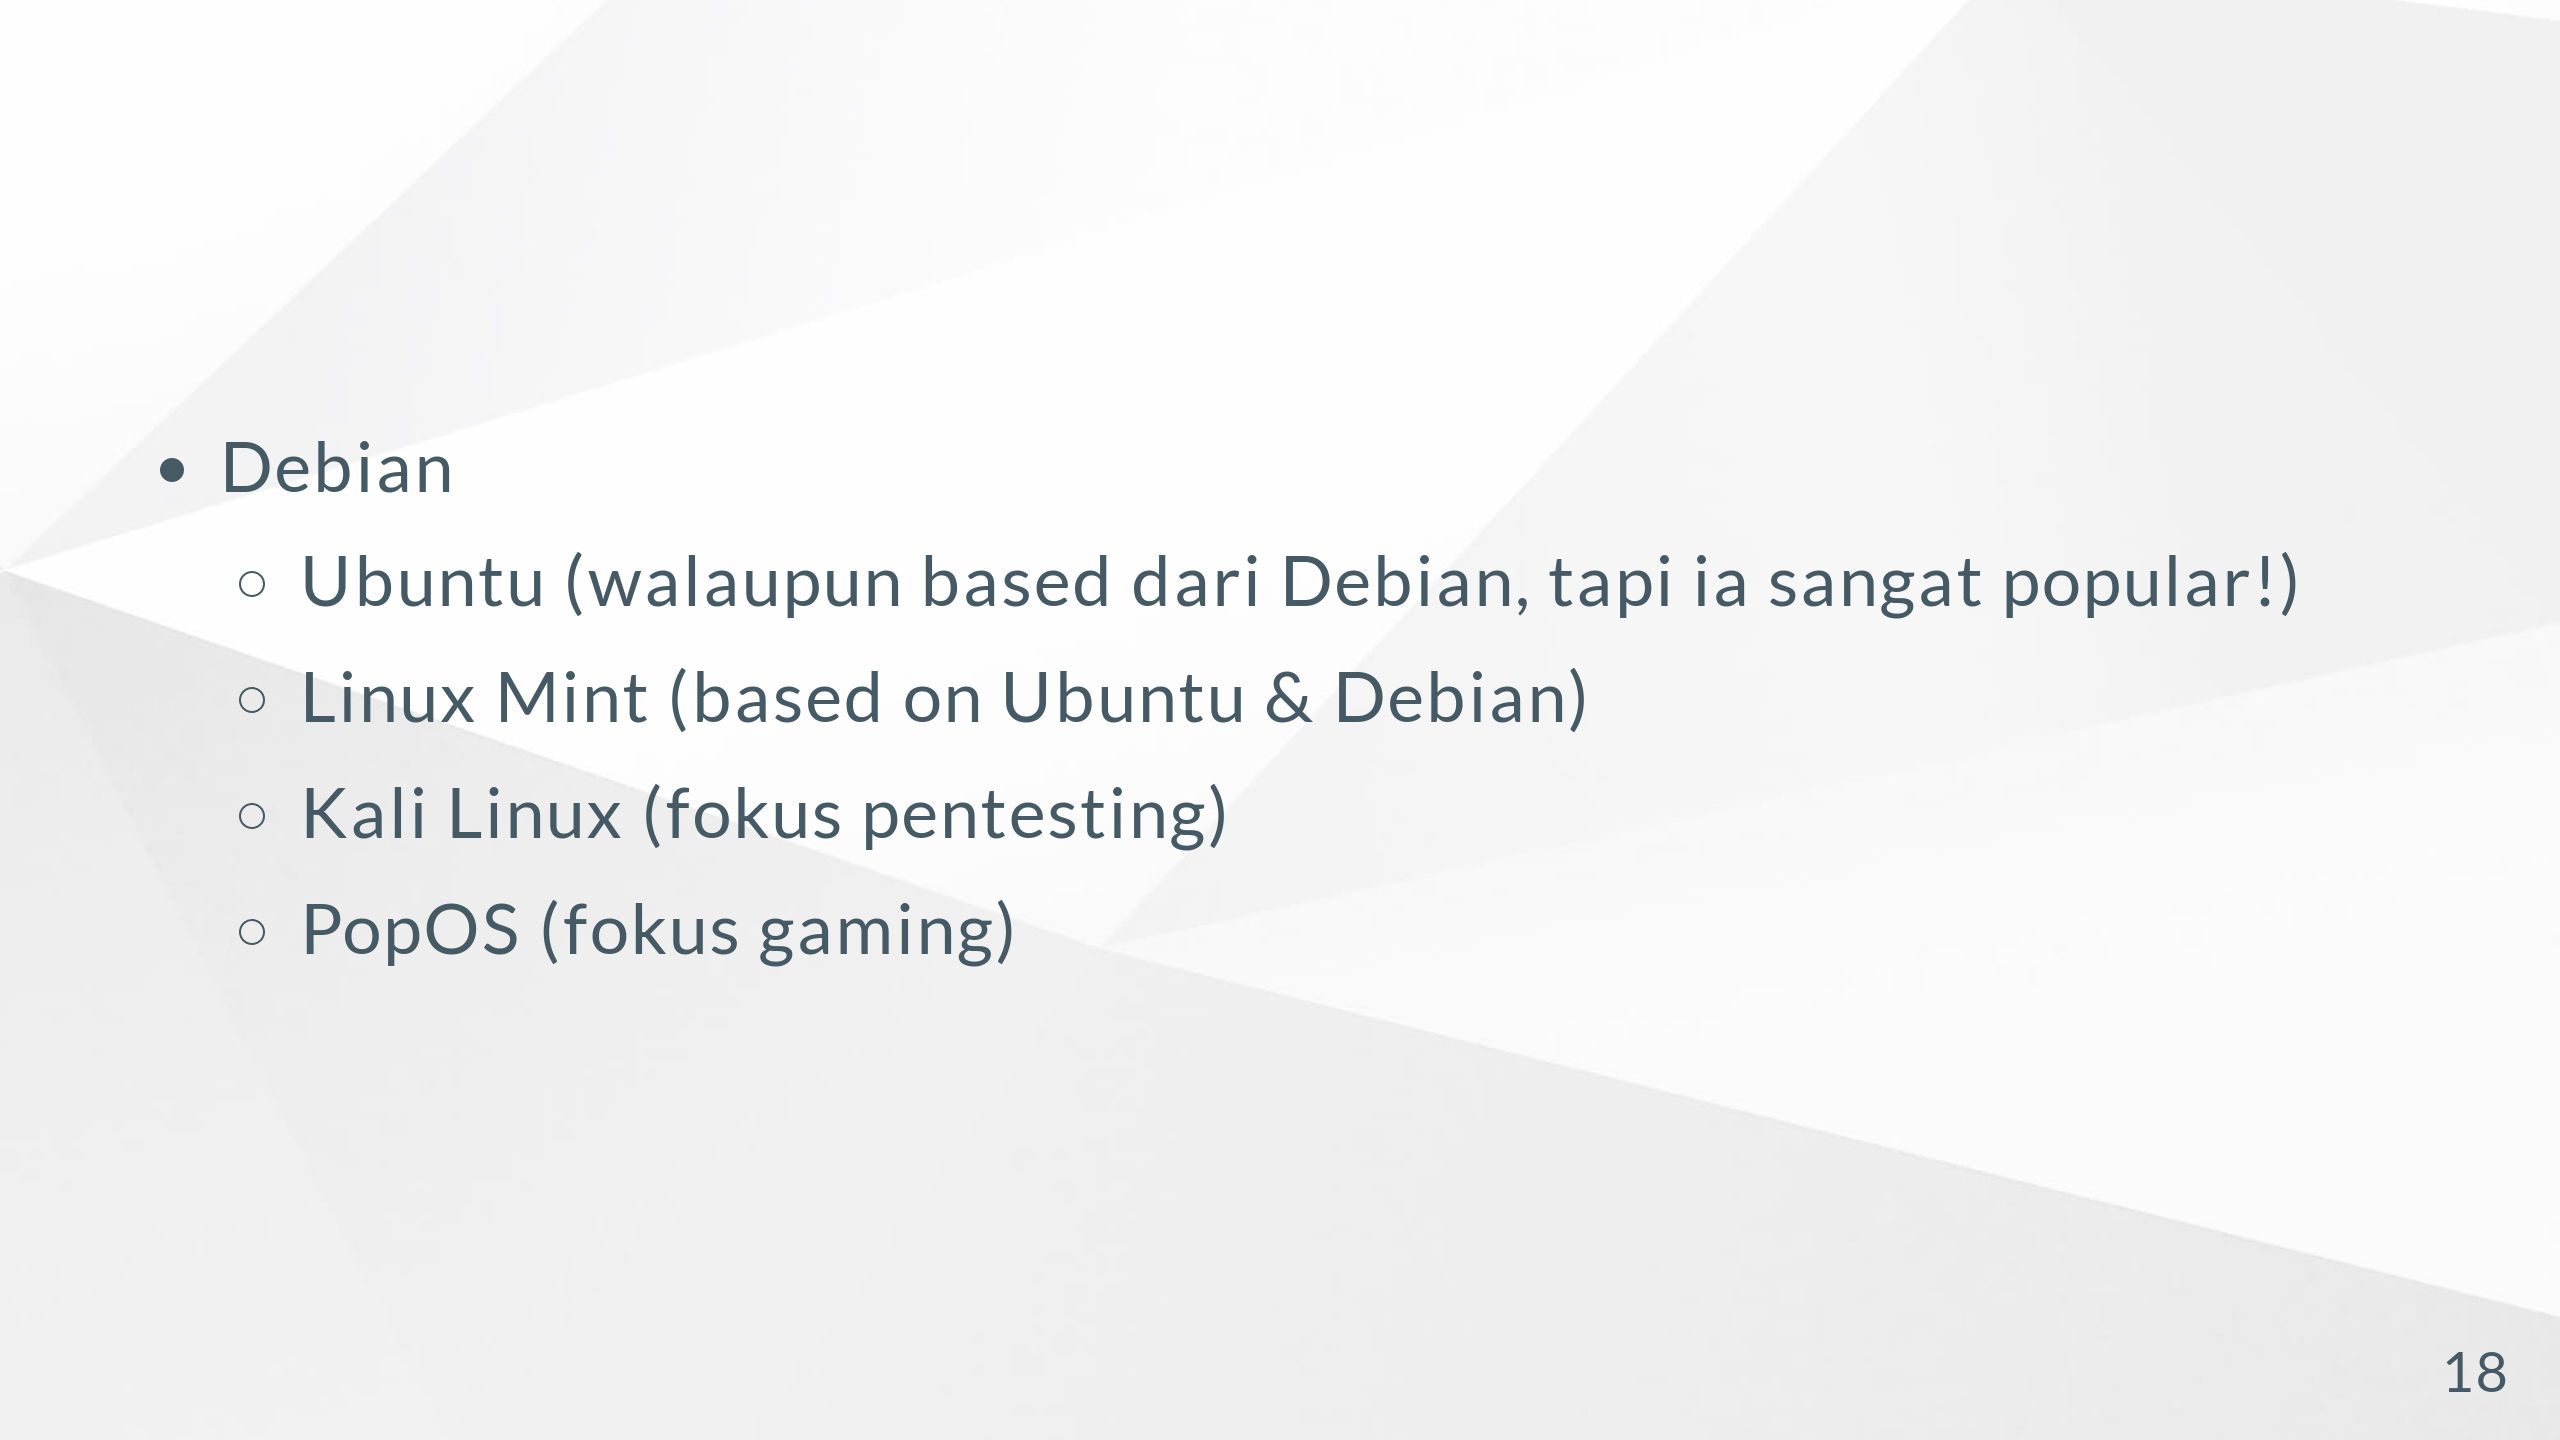 • Debian
○ Ubuntu (walaupun based dari Debian, tapi ia sangat popular!)
○ Linux Mint (based on Ubuntu & Debian)
○ Kali Linux (fokus pentesting)
○ PopOS (fokus gaming)
18